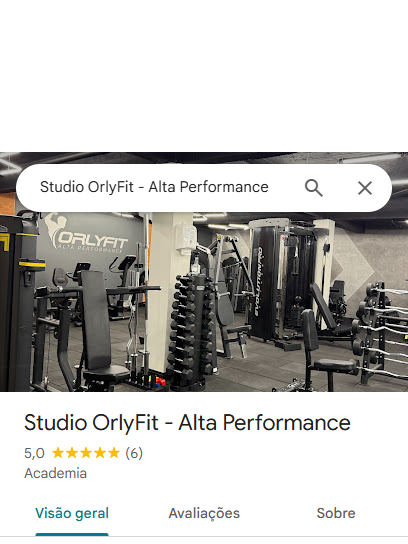 Studio OrlyFit - Alta Performance
ORLYFIT
ALTA PERFORMANCE
EVOLUTION
Studio OrlyFit - Alta Performance
5,0 ★★★★★ (6)
Academia
Visão geral Avaliações Sobre